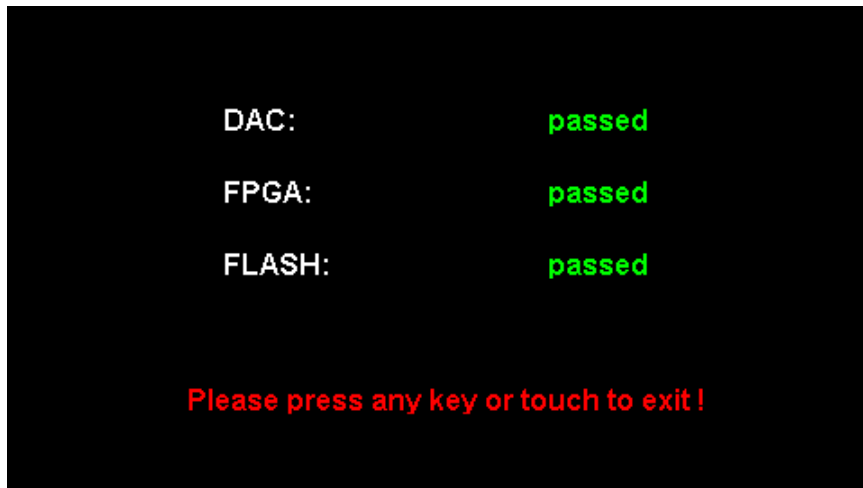 DAC: passed
FPGA: passed
FLASH: passed
Please press any key or touch to exit !